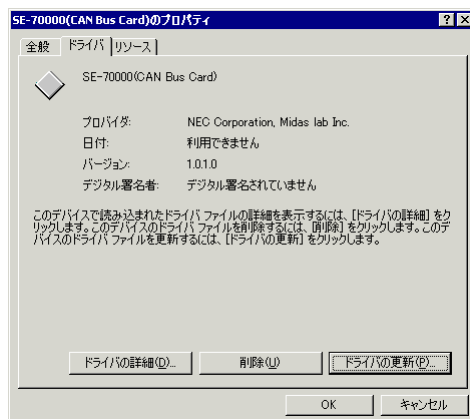 SE-70000(CAN Bus Card)のプロパティ
全般 ドライバ リソース
SE-70000(CAN Bus Card)
プロバイダ: NEC Corporation, Midas lab Inc.
日付: 利用できません
バージョン: 1.0.1.0
デジタル署名者: デジタル署名されていません
このデバイスで読み込まれたドライバ ファイルの詳細を表示するには、[ドライバの詳細] をク
リックします。このデバイスのドライバ ファイルを削除するには、[削除] をクリックします。このデ
バイスのドライバ ファイルを更新するには、[ドライバの更新] をクリックします。
ドライバの詳細(D)... 削除(U) ドライバの更新(P)...
OK キャンセル